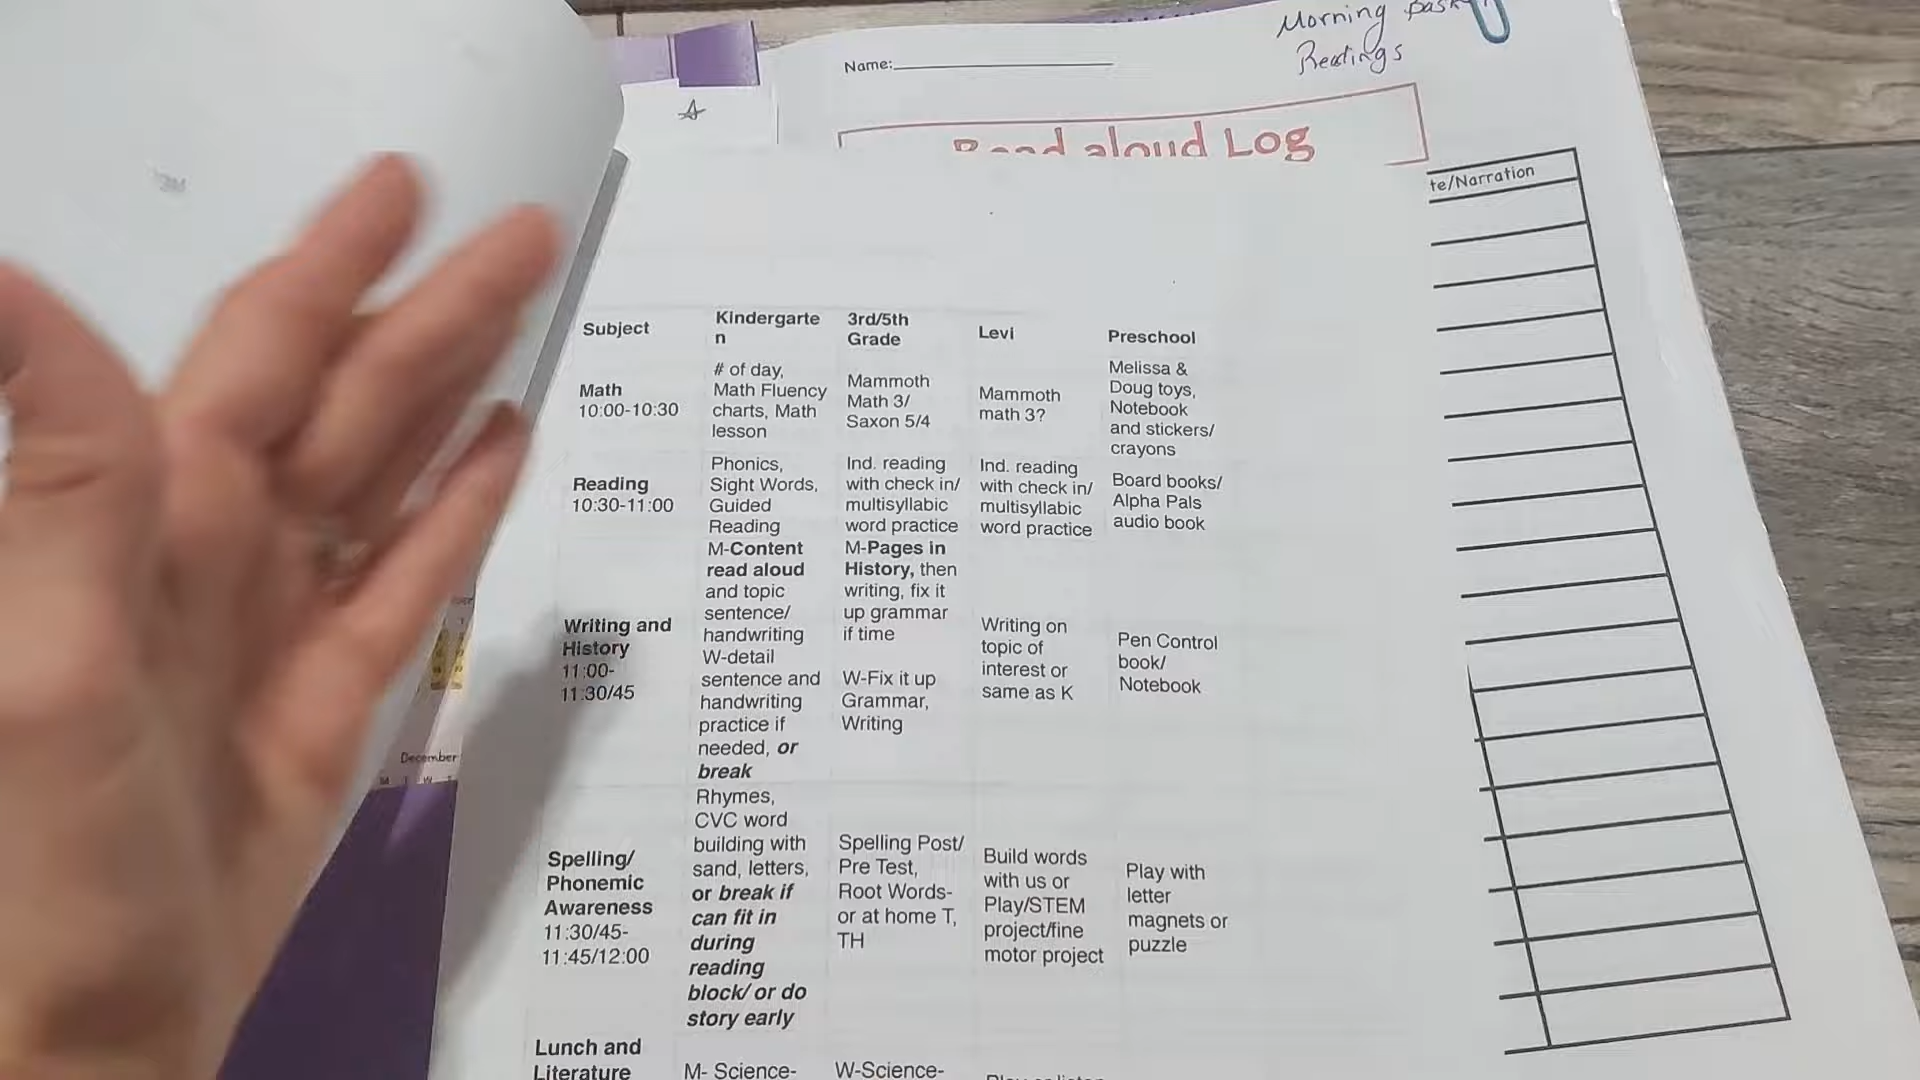 Morning
Readings
Name:
Read aloud Log
te/Narration
Subject
Kindergarte
n
3rd/5th
Grade
Levi
Preschool
Math
10:00-10:30
# of day,
Math Fluency
charts, Math
lesson
Mammoth
Math 3/
Saxon 5/4
Mammoth
math 3?
Melissa &
Doug toys,
Notebook
and stickers/
crayons
Reading
10:30-11:00
Phonics,
Sight Words,
Guided
Reading
Ind. reading
with check in/
multisyllabic
word practice
Ind. reading
with check in/
multisyllabic
word practice
Board books/
Alpha Pals
audio book
Writing and
History
11:00-
11:30/45
M-Content
read aloud
and topic
sentence/
handwriting
W-detail
sentence and
handwriting
practice if
needed, or
break
M-Pages in
History, then
writing, fix it
up grammar
if time
W-Fix it up
Grammar,
Writing
Writing on
topic of
interest or
same as K
Pen Control
book/
Notebook
Spelling/
Phonemic
Awareness
11:30/45-
11:45/12:00
Rhymes,
CVC word
building with
sand, letters,
or break if
can fit in
during
reading
block/ or do
story early
Spelling Post/
Pre Test,
Root Words-
or at home T,
TH
Build words
with us or
Play/STEM
project/fine
motor project
Play with
letter
magnets or
puzzle
Lunch and
Literature
M- Science-
W-Science-
December
M T W T